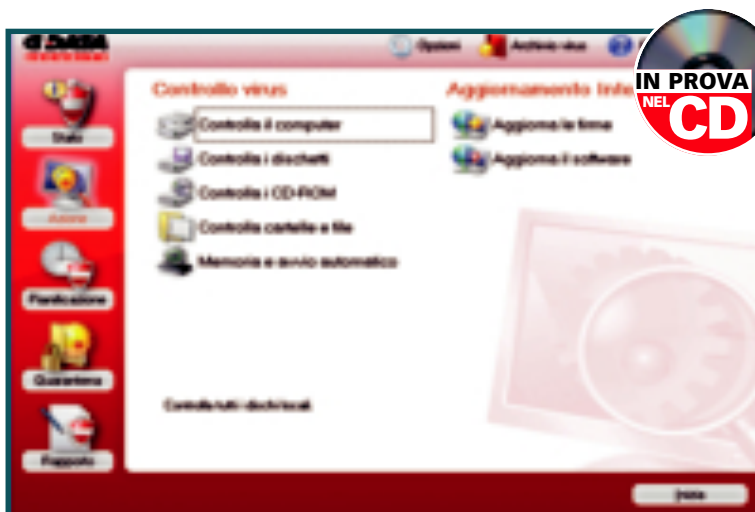 G DATA
Opzioni
Archivio virus
IN PROVA
NEL
CD
Controllo virus
Aggiornamento Inte
Controlla il computer
Aggiorna le firme
Controlla i dischetti
Aggiorna il software
Controlla i CD-ROM
Controlla cartelle e file
Memoria e avvio automatico
Controlla tutti i dischi locali.
Stato
Azione
Pianificazione
Quarantena
Rapporto
Inizia